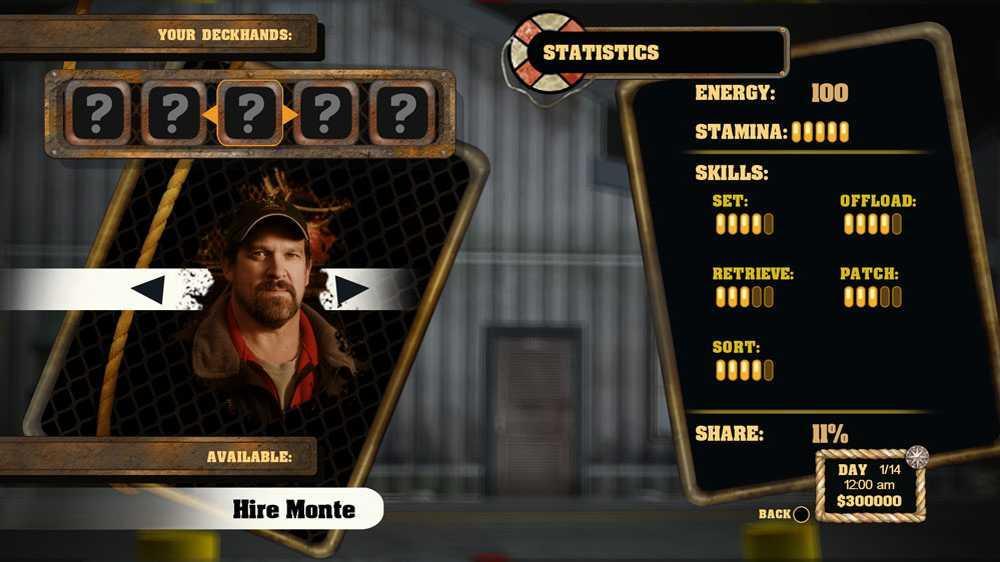 YOUR DECKHANDS:
? ? ? ? ?
AVAILABLE:
Hire Monte
STATISTICS
ENERGY: 100
STAMINA:
SKILLS:
SET: OFFLOAD:
RETRIEVE: PATCH:
SORT:
SHARE: 11%
DAY 1/14
12:00 am
$300000
BACK